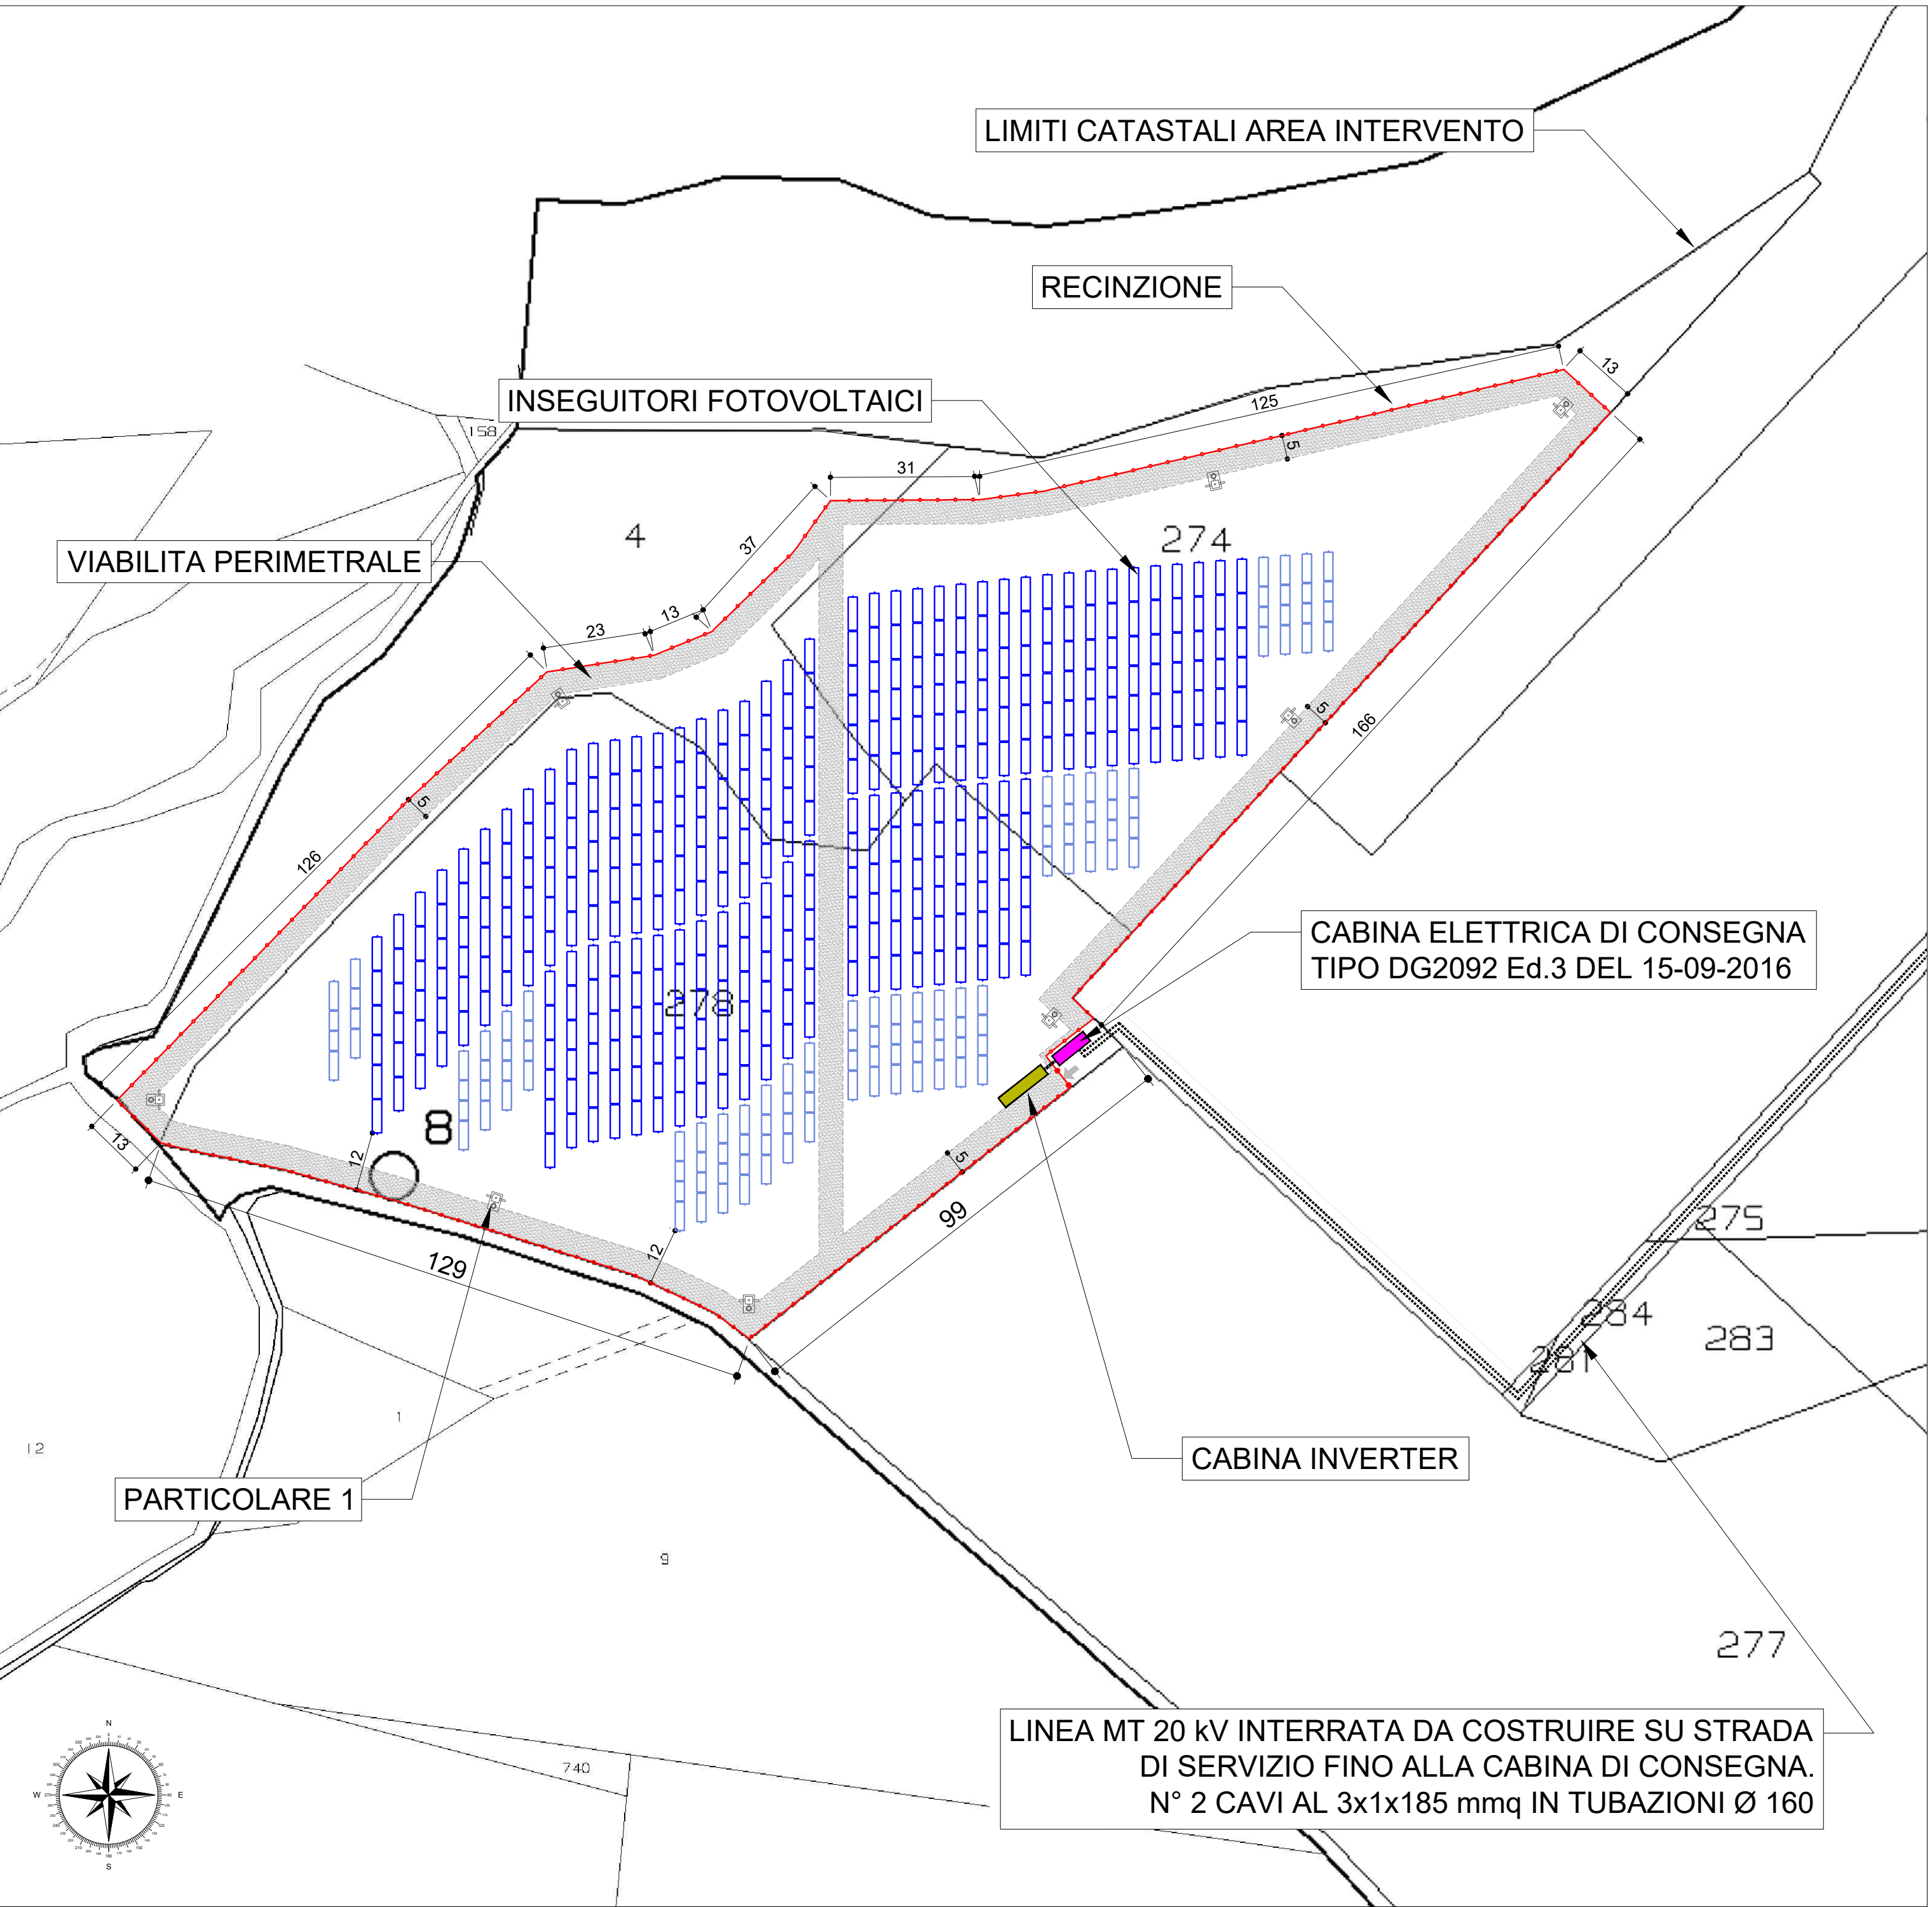 LIMITI CATASTALI AREA INTERVENTO
RECINZIONE
13
INSEGUITORI FOTOVOLTAICI
125
158
5
31
4
37
274
VIABILITA PERIMETRALE
13
23
5
166
5
126
CABINA ELETTRICA DI CONSEGNA
TIPO DG2092 Ed.3 DEL 15-09-2016
278
8
13
12
5
99
275
12
129
284
283
281
1
12
CABINA INVERTER
PARTICOLARE 1
9
277
LINEA MT 20 kV INTERRATA DA COSTRUIRE SU STRADA
DI SERVIZIO FINO ALLA CABINA DI CONSEGNA.
N° 2 CAVI AL 3x1x185 mmq IN TUBAZIONI Ø 160
740
N
W
E
S